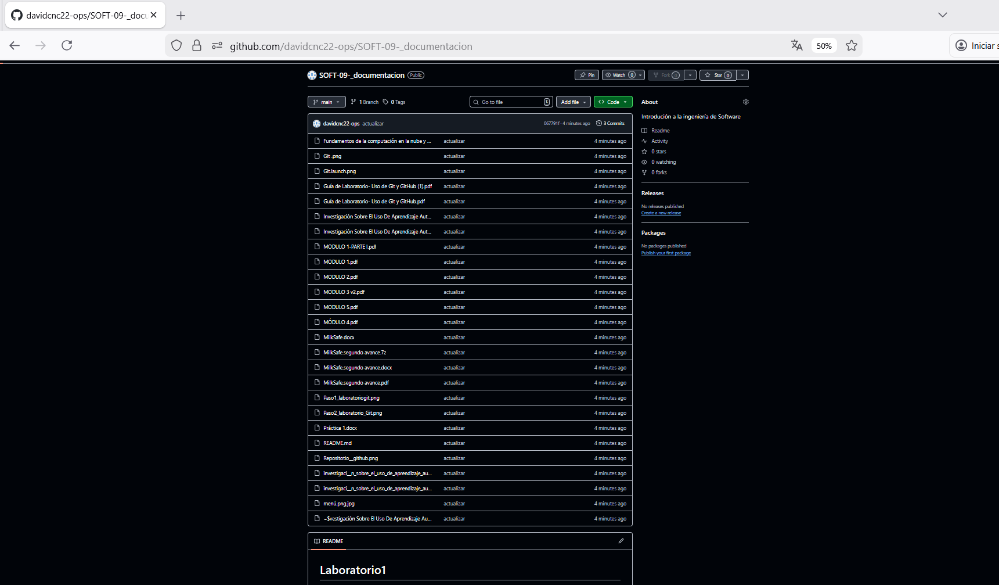 davidcnc22-ops/SOFT-09-_docu
github.com/davidcnc22-ops/SOFT-09-_documentacion
50%
Iniciar s
SOFT-09-_documentacion Public
Pin
Watch 0
Fork 0
Star 0
main
1 Branch
0 Tags
Go to file t
Add file
Code
davidcnc22-ops actualizar 067791f · 4 minutes ago 3 Commits
Fundamentos de la computación en la nube y ... actualizar 4 minutes ago
Git .png actualizar 4 minutes ago
Git.launch.png actualizar 4 minutes ago
Guía de Laboratorio- Uso de Git y GitHub (1).pdf actualizar 4 minutes ago
Guía de Laboratorio- Uso de Git y GitHub.pdf actualizar 4 minutes ago
Investigación Sobre El Uso De Aprendizaje Aut... actualizar 4 minutes ago
Investigación Sobre El Uso De Aprendizaje Aut... actualizar 4 minutes ago
MODULO 1-PARTE I.pdf actualizar 4 minutes ago
MODULO 1.pdf actualizar 4 minutes ago
MODULO 2.pdf actualizar 4 minutes ago
MODULO 3 v2.pdf actualizar 4 minutes ago
MODULO 5.pdf actualizar 4 minutes ago
MÓDULO 4.pdf actualizar 4 minutes ago
MilkSafe.docx actualizar 4 minutes ago
MilkSafe.segundo avance.7z actualizar 4 minutes ago
MilkSafe.segundo avance.docx actualizar 4 minutes ago
MilkSafe.segundo avance.pdf actualizar 4 minutes ago
Paso1_laboratoriogit.png actualizar 4 minutes ago
Paso2_laboratorio_Git.png actualizar 4 minutes ago
Práctica 1.docx actualizar 4 minutes ago
README.md actualizar 4 minutes ago
Repositotio__github.png actualizar 4 minutes ago
investigaci__n_sobre_el_uso_de_aprendizaje_au... actualizar 4 minutes ago
investigaci__n_sobre_el_uso_de_aprendizaje_au... actualizar 4 minutes ago
menú.png.jpg actualizar 4 minutes ago
~$vestigación Sobre El Uso De Aprendizaje Au... actualizar 4 minutes ago
README
Laboratorio1
About
Introdución a la ingeniería de Software
Readme
Activity
0 stars
0 watching
0 forks
Releases
No releases published
Create a new release
Packages
No packages published
Publish your first package